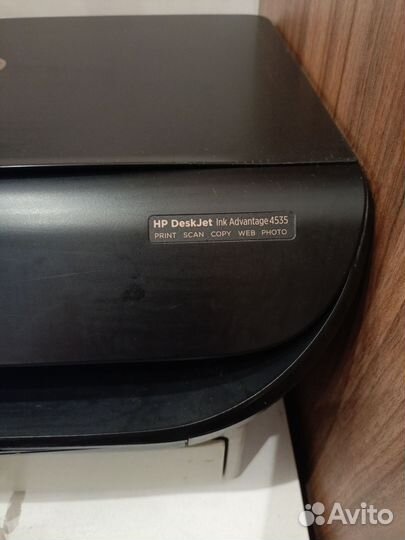 HP DeskJet Ink Advantage 4535
PRINT SCAN COPY WEB PHOTO
Avito